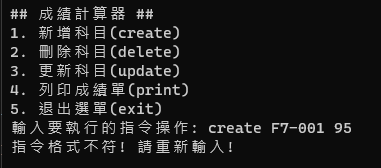 ## 成績計算器 ##
1. 新增科目(create)
2. 刪除科目(delete)
3. 更新科目(update)
4. 列印成績單(print)
5. 退出選單(exit)
輸入要執行的指令操作: create F7-001 95
指令格式不符! 請重新輸入!